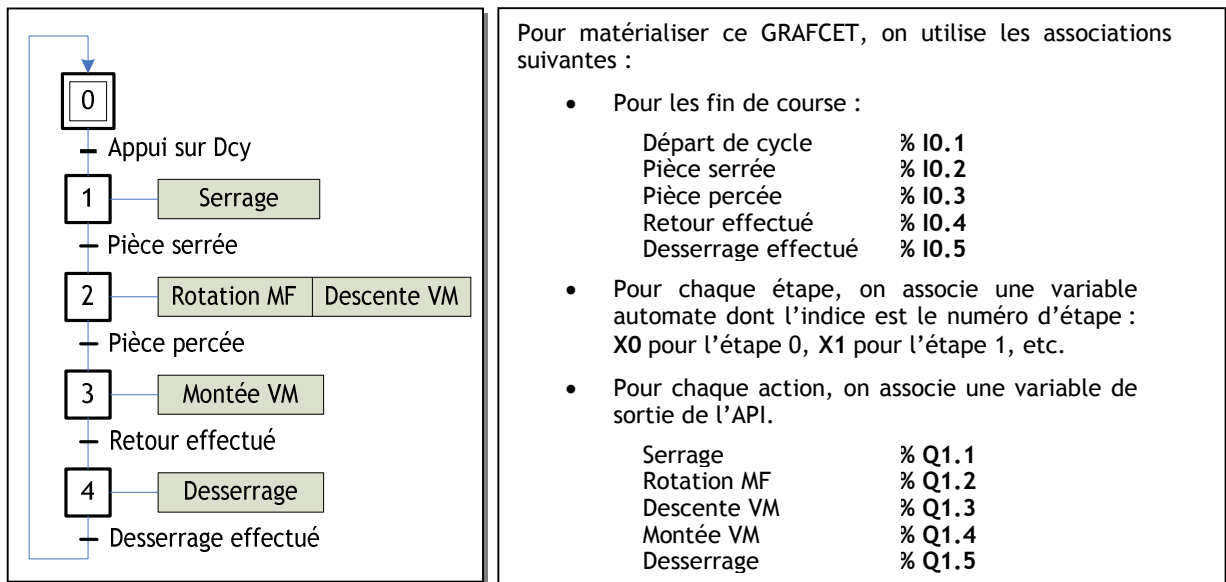 0
Appui sur Dcy
1 Serrage
Pièce serrée
2 Rotation MF Descente VM
Pièce percée
3 Montée VM
Retour effectué
4 Desserrage
Desserrage effectué
Pour matérialiser ce GRAFCET, on utilise les associations
suivantes :
• Pour les fin de course :
Départ de cycle % I0.1
Pièce serrée % I0.2
Pièce percée % I0.3
Retour effectué % I0.4
Desserrage effectué % I0.5
• Pour chaque étape, on associe une variable
automate dont l’indice est le numéro d’étape :
X0 pour l’étape 0, X1 pour l’étape 1, etc.
• Pour chaque action, on associe une variable de
sortie de l’API.
Serrage % Q1.1
Rotation MF % Q1.2
Descente VM % Q1.3
Montée VM % Q1.4
Desserrage % Q1.5